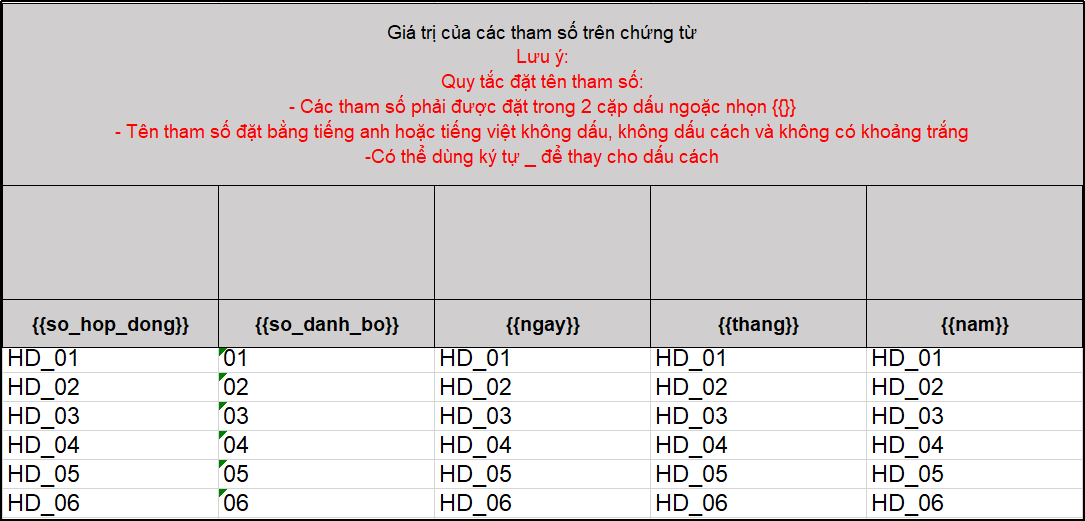 Giá trị của các tham số trên chứng từ
Lưu ý:
Quy tắc đặt tên tham số:
- Các tham số phải được đặt trong 2 cặp dấu ngoặc nhọn {{}}
- Tên tham số đặt bằng tiếng anh hoặc tiếng việt không dấu, không dấu cách và không có khoảng trắng
-Có thể dùng ký tự _ để thay cho dấu cách
{{so_hop_dong}} {{so_danh_bo}} {{ngay}} {{thang}} {{nam}}
HD_01 01 HD_01 HD_01 HD_01
HD_02 02 HD_02 HD_02 HD_02
HD_03 03 HD_03 HD_03 HD_03
HD_04 04 HD_04 HD_04 HD_04
HD_05 05 HD_05 HD_05 HD_05
HD_06 06 HD_06 HD_06 HD_06